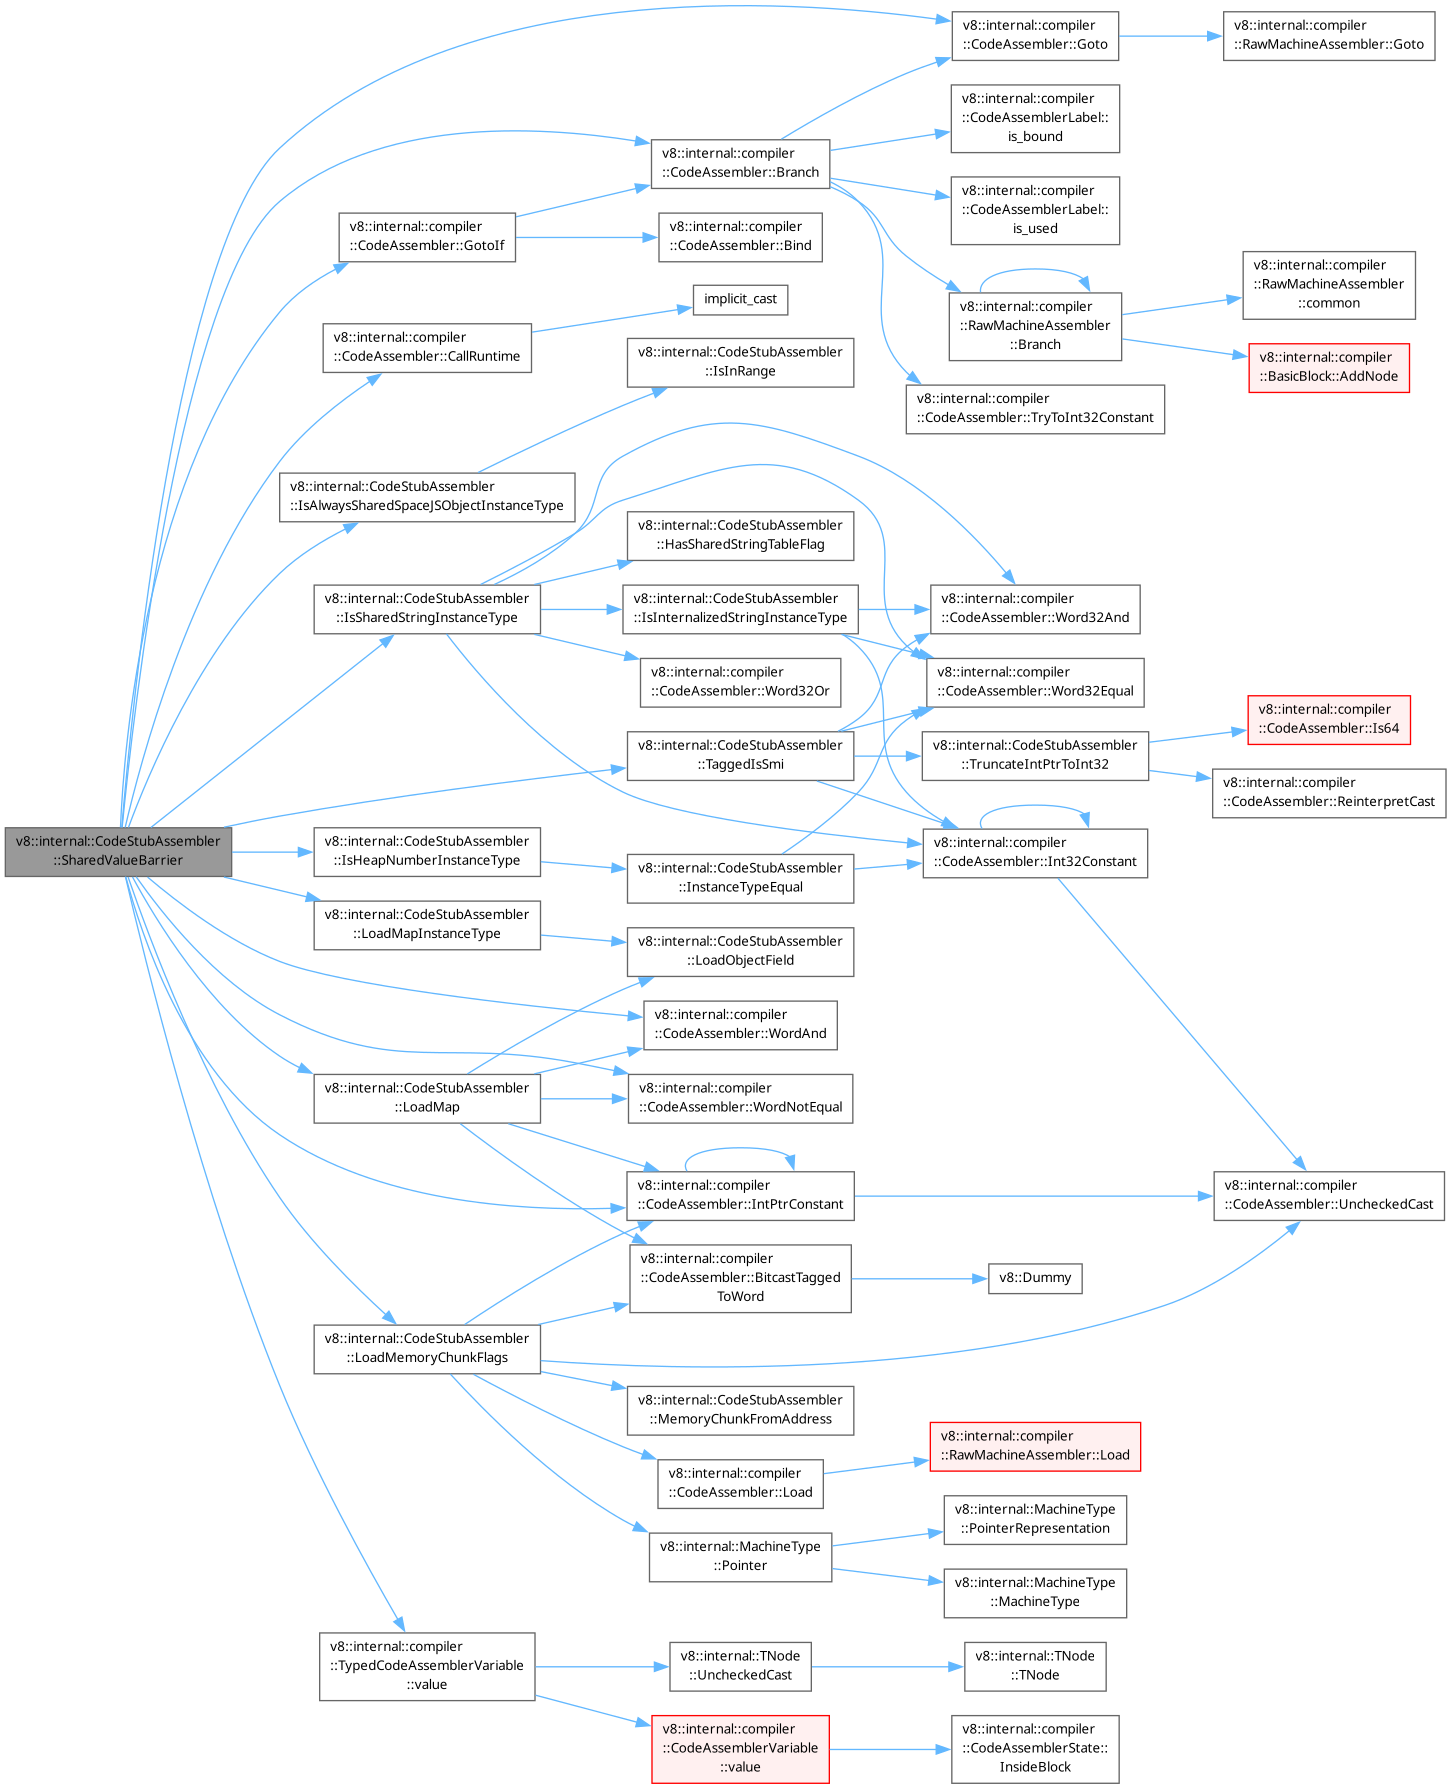 v8::internal::compiler
::CodeAssembler::Goto
v8::internal::compiler
::RawMachineAssembler::Goto
v8::internal::compiler
::CodeAssemblerLabel::
is_bound
v8::internal::compiler
::CodeAssembler::Branch
v8::internal::compiler
::CodeAssemblerLabel::
is_used
v8::internal::compiler
::CodeAssembler::GotoIf
v8::internal::compiler
::CodeAssembler::Bind
v8::internal::compiler
::RawMachineAssembler
::common
implicit_cast
v8::internal::compiler
::RawMachineAssembler
::Branch
v8::internal::compiler
::CodeAssembler::CallRuntime
v8::internal::CodeStubAssembler
::IsInRange
v8::internal::compiler
::BasicBlock::AddNode
v8::internal::compiler
::CodeAssembler::TryToInt32Constant
v8::internal::CodeStubAssembler
::IsAlwaysSharedSpaceJSObjectInstanceType
v8::internal::CodeStubAssembler
::HasSharedStringTableFlag
v8::internal::CodeStubAssembler
::IsSharedStringInstanceType
v8::internal::CodeStubAssembler
::IsInternalizedStringInstanceType
v8::internal::compiler
::CodeAssembler::Word32And
v8::internal::compiler
::CodeAssembler::Word32Or
v8::internal::compiler
::CodeAssembler::Word32Equal
v8::internal::compiler
::CodeAssembler::Is64
v8::internal::CodeStubAssembler
::TaggedIsSmi
v8::internal::CodeStubAssembler
::TruncateIntPtrToInt32
v8::internal::compiler
::CodeAssembler::ReinterpretCast
v8::internal::CodeStubAssembler
::SharedValueBarrier
v8::internal::CodeStubAssembler
::IsHeapNumberInstanceType
v8::internal::compiler
::CodeAssembler::Int32Constant
v8::internal::CodeStubAssembler
::InstanceTypeEqual
v8::internal::CodeStubAssembler
::LoadMapInstanceType
v8::internal::CodeStubAssembler
::LoadObjectField
v8::internal::compiler
::CodeAssembler::WordAnd
v8::internal::CodeStubAssembler
::LoadMap
v8::internal::compiler
::CodeAssembler::WordNotEqual
v8::internal::compiler
::CodeAssembler::IntPtrConstant
v8::internal::compiler
::CodeAssembler::UncheckedCast
v8::internal::compiler
::CodeAssembler::BitcastTagged
ToWord
v8::Dummy
v8::internal::CodeStubAssembler
::LoadMemoryChunkFlags
v8::internal::CodeStubAssembler
::MemoryChunkFromAddress
v8::internal::compiler
::RawMachineAssembler::Load
v8::internal::compiler
::CodeAssembler::Load
v8::internal::MachineType
::PointerRepresentation
v8::internal::MachineType
::Pointer
v8::internal::MachineType
::MachineType
v8::internal::compiler
::TypedCodeAssemblerVariable
::value
v8::internal::TNode
::UncheckedCast
v8::internal::TNode
::TNode
v8::internal::compiler
::CodeAssemblerVariable
::value
v8::internal::compiler
::CodeAssemblerState::
InsideBlock